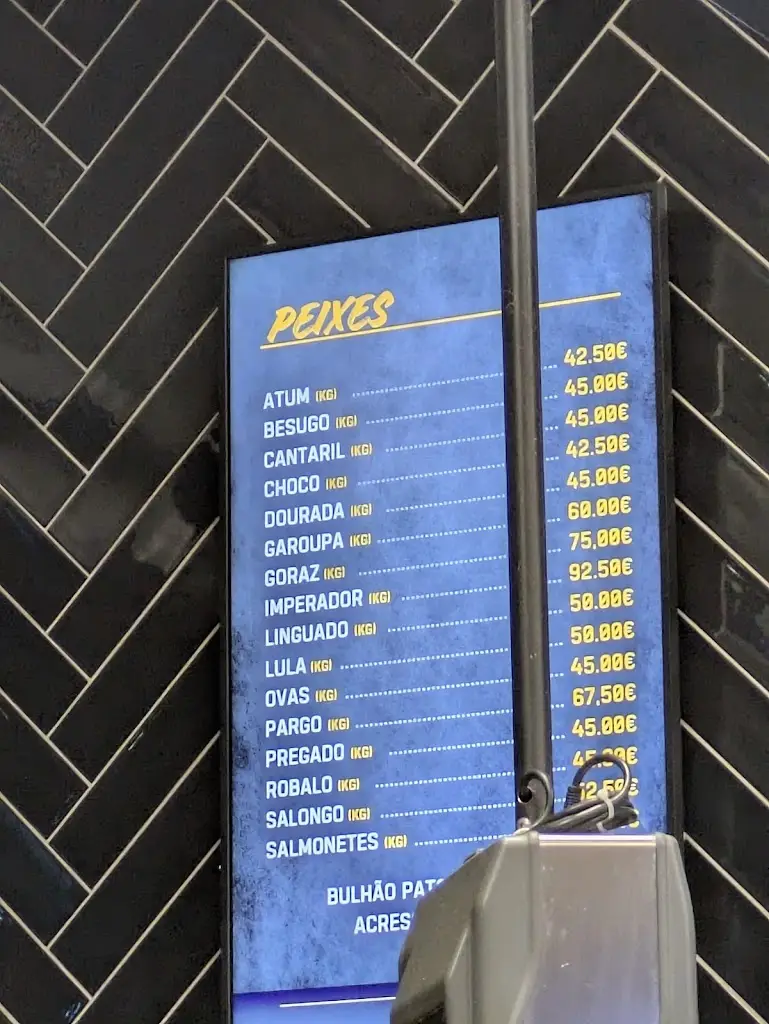 PEIXES
ATUM (KG) 42.50€
BESUGO (KG) 45.00€
CANTARIL (KG) 45.00€
CHOCO (KG) 42.50€
DOURADA (KG) 45.00€
GAROUPA (KG) 60.00€
GORAZ (KG) 75,00€
IMPERADOR (KG) 92.50€
LINGUADO (KG) 50.00€
LULA (KG) 50.00€
OVAS (KG) 45.00€
PARGO (KG) 67,50€
PREGADO (KG) 45.00€
ROBALO (KG)
SALONGO (KG)
SALMONETES (KG)
BULHÃO